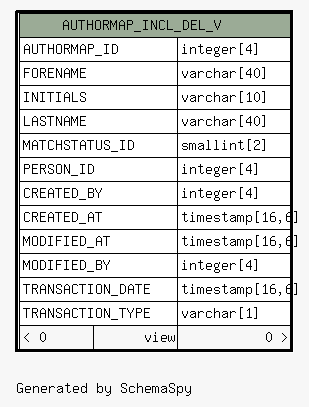 AUTHORMAP_INCL_DEL_V
AUTHORMAP_ID integer[4]
FORENAME varchar[40]
INITIALS varchar[10]
LASTNAME varchar[40]
MATCHSTATUS_ID smallint[2]
PERSON_ID integer[4]
CREATED_BY integer[4]
CREATED_AT timestamp[16,6]
MODIFIED_AT timestamp[16,6]
MODIFIED_BY integer[4]
TRANSACTION_DATE timestamp[16,6]
TRANSACTION_TYPE varchar[1]
< 0 view 0 >
Generated by SchemaSpy